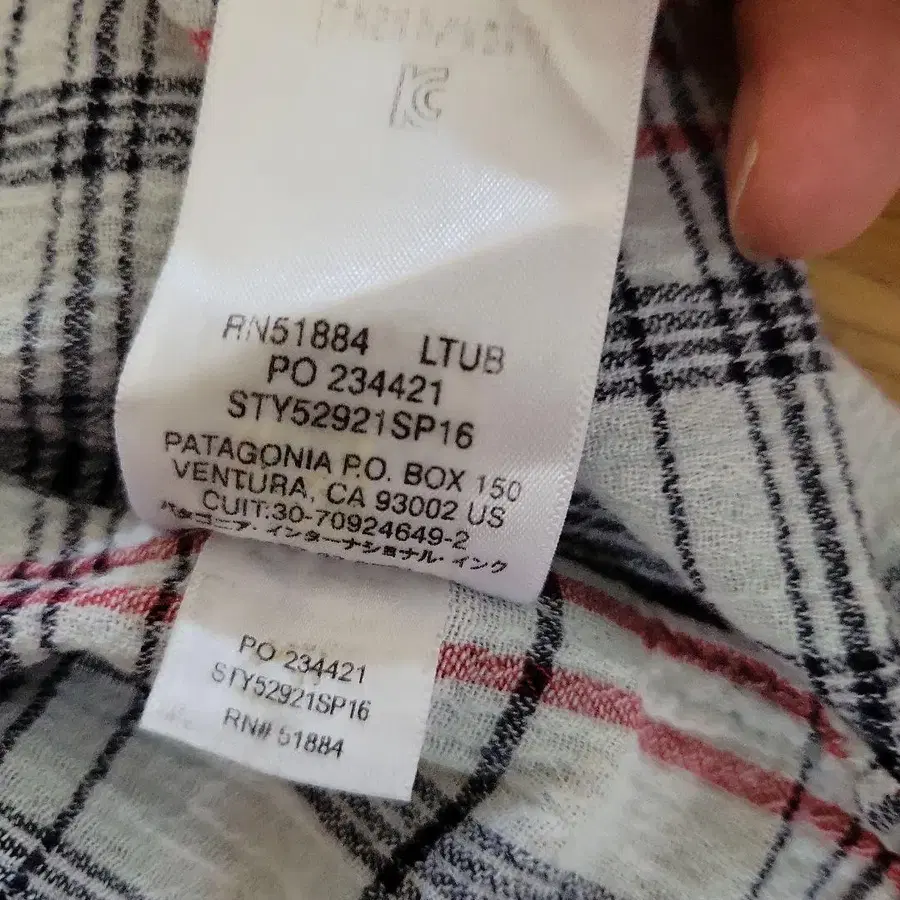 RN51884 LTUB
PO 234421
STY52921SP16
PATAGONIA P.O. BOX 150
VENTURA, CA 93002 US
CUIT:30-70924649-2
パタゴニア・インターナショナル・インク
PO 234421
STY52921SP16
RN# 51884